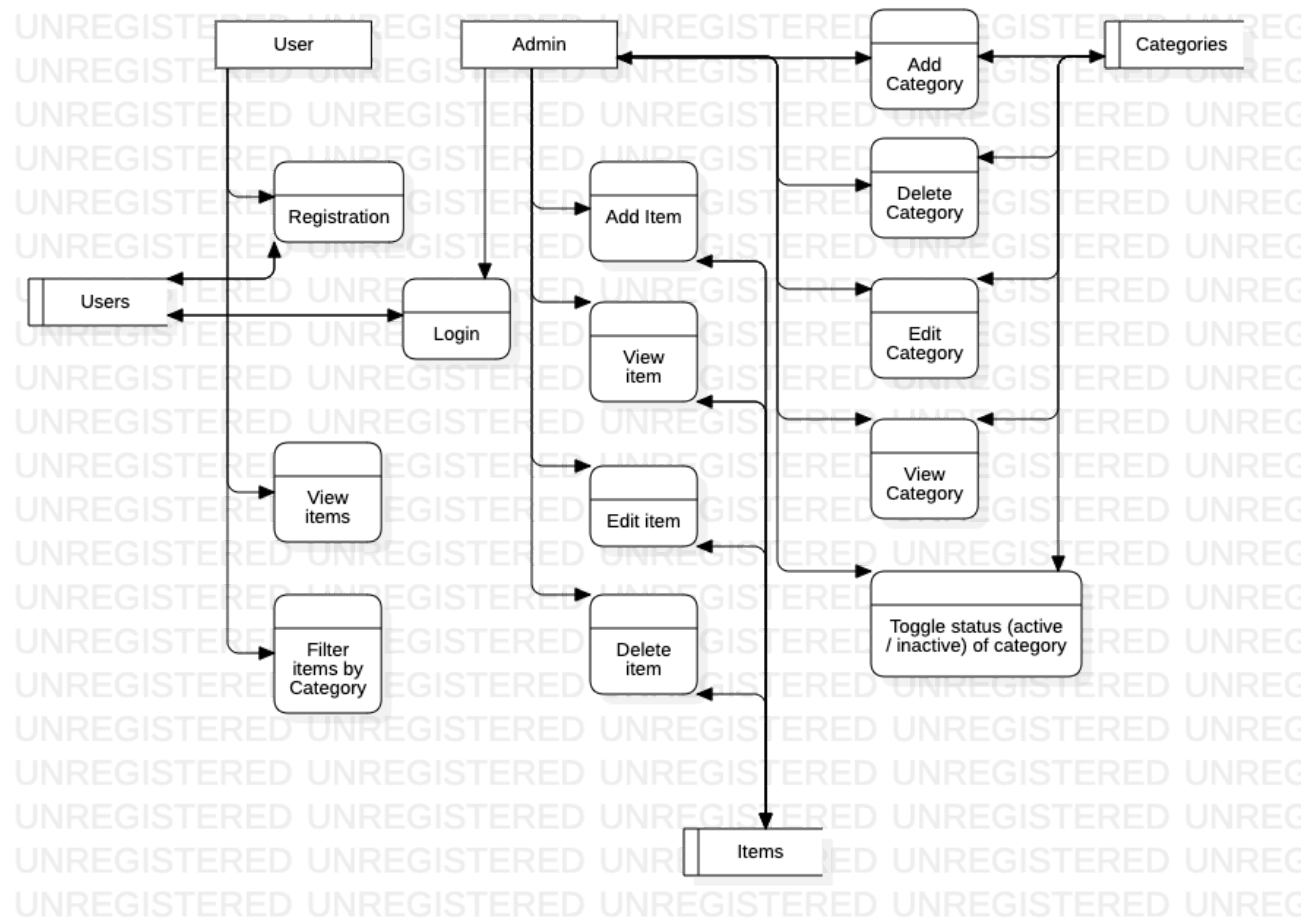 User
Admin
Add
Category
Categories
Registration
Add Item
Delete
Category
Users
Login
View
item
Edit
Category
View
items
Edit item
View
Category
Filter
items by
Category
Delete
item
Toggle status (active
/ inactive) of category
Items
UNREGISTERED UNREGISTERED UNREGISTERED UNREGISTERED UNREG